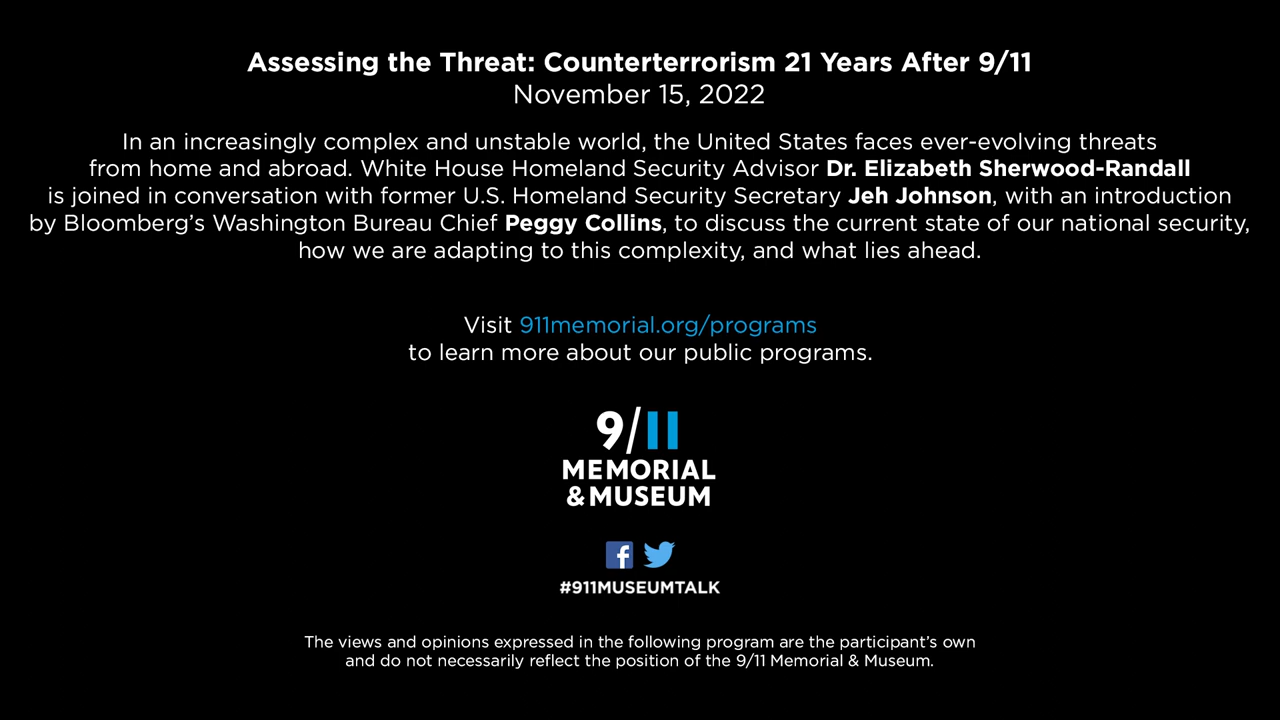 Assessing the Threat: Counterterrorism 21 Years After 9/11
November 15, 2022
In an increasingly complex and unstable world, the United States faces ever-evolving threats
from home and abroad. White House Homeland Security Advisor Dr. Elizabeth Sherwood-Randall
is joined in conversation with former U.S. Homeland Security Secretary Jeh Johnson, with an introduction
by Bloomberg’s Washington Bureau Chief Peggy Collins, to discuss the current state of our national security,
how we are adapting to this complexity, and what lies ahead.
Visit 911memorial.org/programs
to learn more about our public programs.
9/11
MEMORIAL
& MUSEUM
#911MUSEUMTALK
The views and opinions expressed in the following program are the participant’s own
and do not necessarily reflect the position of the 9/11 Memorial & Museum.